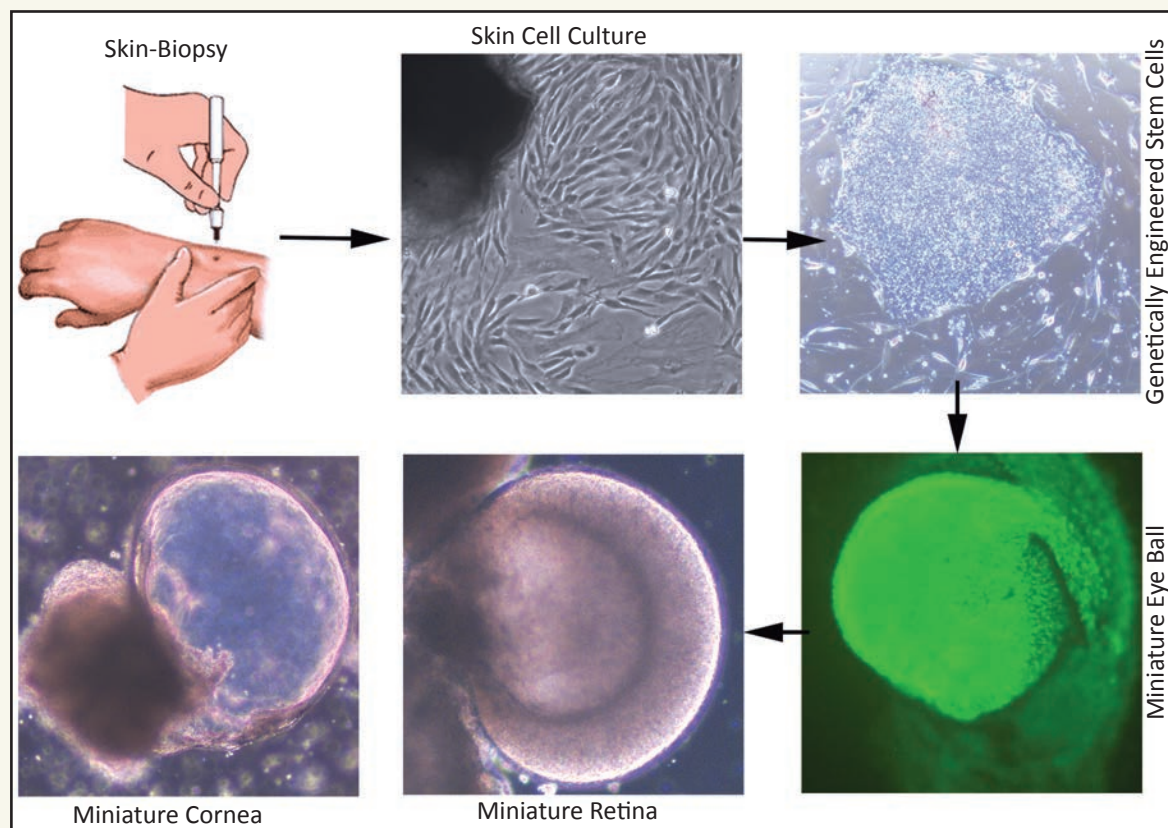 Skin-Biopsy
Skin Cell Culture
Genetically Engineered Stem Cells
Miniature Eye Ball
Miniature Retina
Miniature Cornea